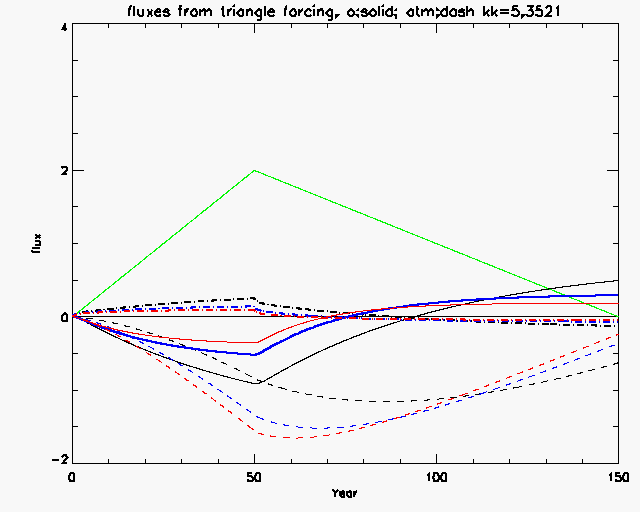 fluxes from triangle forcing, o:solid; atm:dash kk=5,3521
4
2
flux
0
-2
0
50
100
150
Year